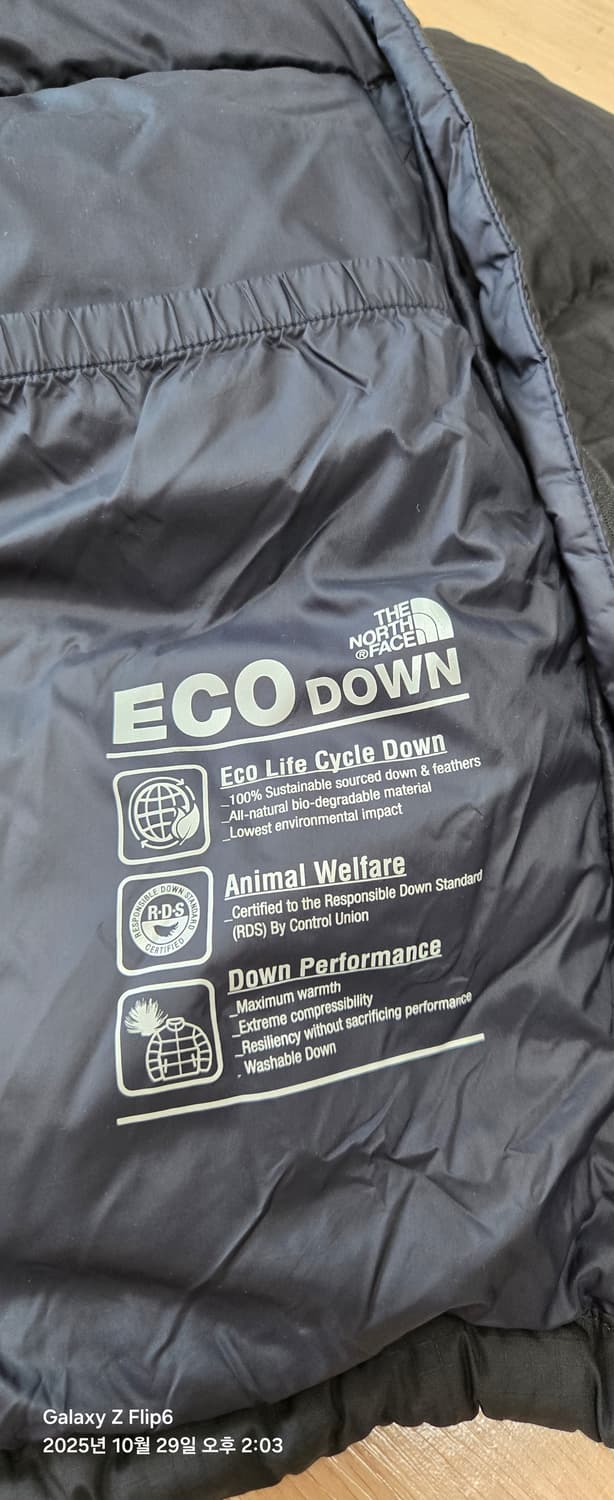 THE
NORTH
®FACE
ECO DOWN
Eco Life Cycle Down
_100% Sustainable sourced down & feathers
_All-natural bio-degradable material
_Lowest environmental impact
RESPONSIBLE DOWN STANDARD
R·D·S
CERTIFIED
Animal Welfare
_Certified to the Responsible Down Standard
(RDS) By Control Union
Down Performance
_Maximum warmth
_Extreme compressibility
_Resiliency without sacrificing performance
_Washable Down
Galaxy Z Flip6
2025년 10월 29일 오후 2:03